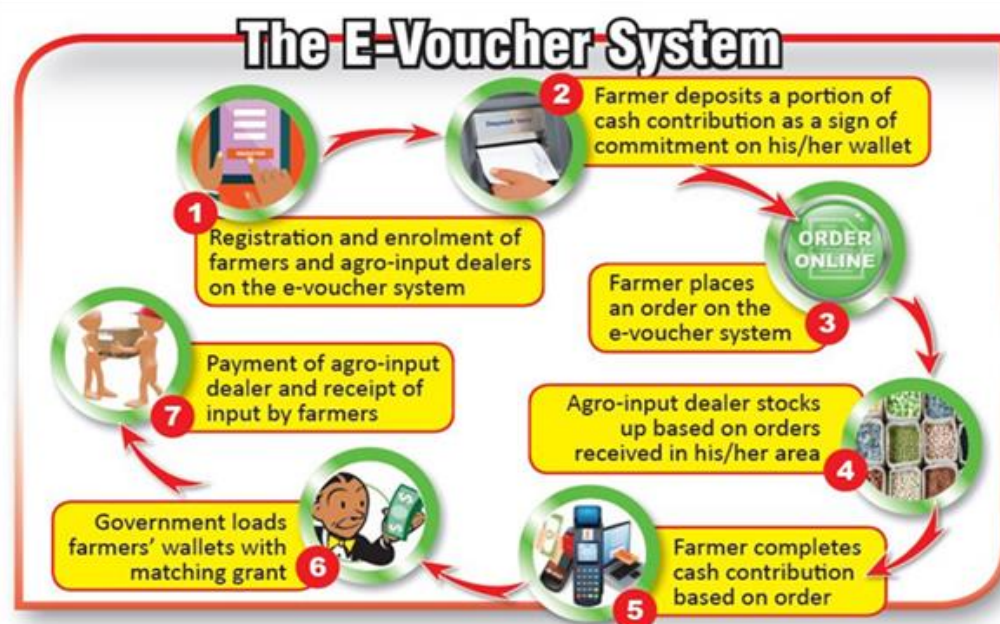 The E-Voucher System
1
Registration and enrolment of
farmers and agro-input dealers
on the e-voucher system
2
Farmer deposits a portion of
cash contribution as a sign of
commitment on his/her wallet
ORDER
ONLINE
3
Farmer places
an order on the
e-voucher system
4
Agro-input dealer stocks
up based on orders
received in his/her area
5
Farmer completes
cash contribution
based on order
6
Government loads
farmers' wallets with
matching grant
7
Payment of agro-input
dealer and receipt of
input by farmers